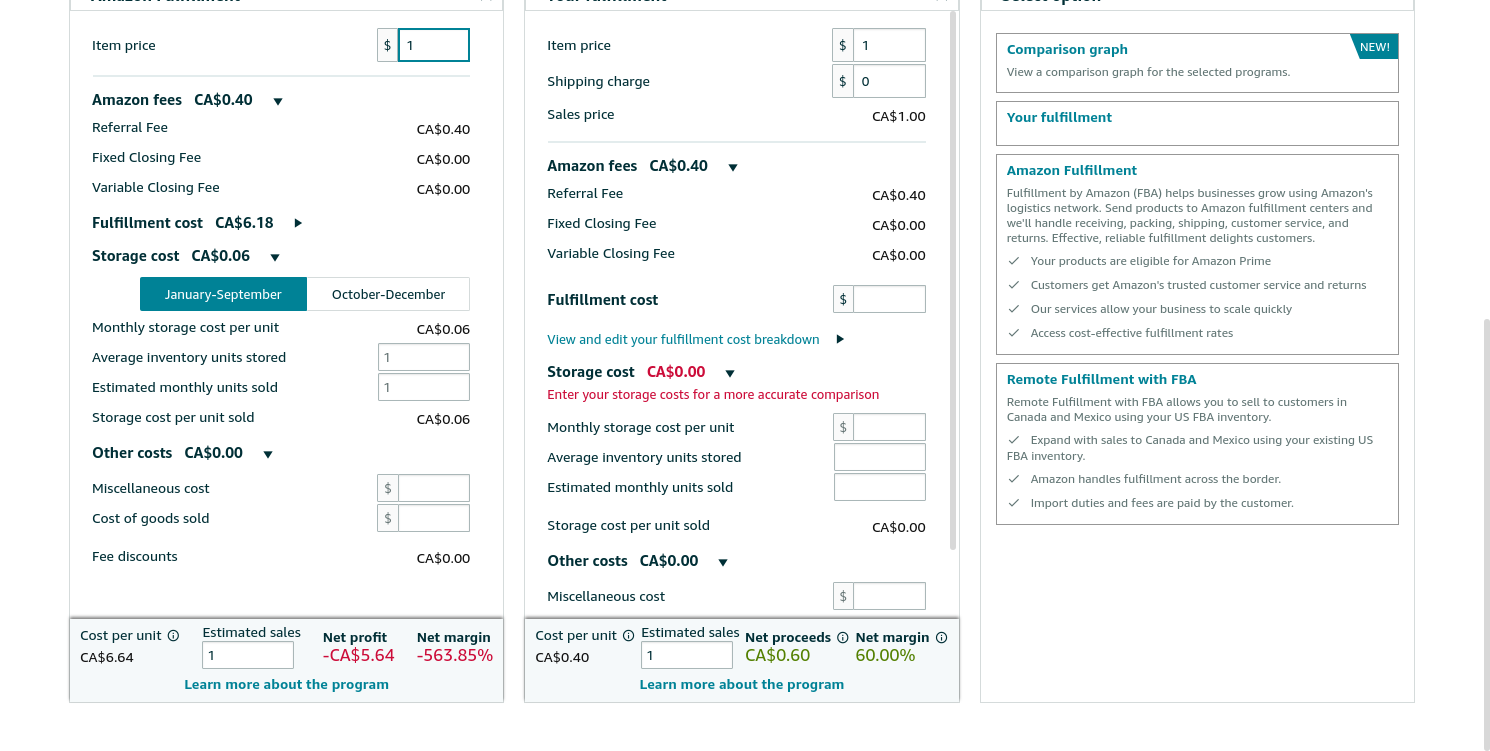 Item price
$ 1
Amazon fees CA$0.40
Referral Fee CA$0.40
Fixed Closing Fee CA$0.00
Variable Closing Fee CA$0.00
Fulfillment cost CA$6.18
Storage cost CA$0.06
January-September October-December
Monthly storage cost per unit CA$0.06
Average inventory units stored 1
Estimated monthly units sold 1
Storage cost per unit sold CA$0.06
Other costs CA$0.00
Miscellaneous cost $
Cost of goods sold $
Fee discounts CA$0.00
Cost per unit Estimated sales Net profit Net margin
CA$6.64 1 -CA$5.64 -563.85%
Learn more about the program
Item price $ 1
Shipping charge $ 0
Sales price CA$1.00
Amazon fees CA$0.40
Referral Fee CA$0.40
Fixed Closing Fee CA$0.00
Variable Closing Fee CA$0.00
Fulfillment cost $
View and edit your fulfillment cost breakdown
Storage cost CA$0.00
Enter your storage costs for a more accurate comparison
Monthly storage cost per unit $
Average inventory units stored
Estimated monthly units sold
Storage cost per unit sold CA$0.00
Other costs CA$0.00
Miscellaneous cost $
Cost per unit Estimated sales Net proceeds Net margin
CA$0.40 1 CA$0.60 60.00%
Learn more about the program
Comparison graph NEW!
View a comparison graph for the selected programs.
Your fulfillment
Amazon Fulfillment
Fulfillment by Amazon (FBA) helps businesses grow using Amazon's
logistics network. Send products to Amazon fulfillment centers and
we'll handle receiving, packing, shipping, customer service, and
returns. Effective, reliable fulfillment delights customers.
Your products are eligible for Amazon Prime
Customers get Amazon's trusted customer service and returns
Our services allow your business to scale quickly
Access cost-effective fulfillment rates
Remote Fulfillment with FBA
Remote Fulfillment with FBA allows you to sell to customers in
Canada and Mexico using your US FBA inventory.
Expand with sales to Canada and Mexico using your existing US
FBA inventory.
Amazon handles fulfillment across the border.
Import duties and fees are paid by the customer.